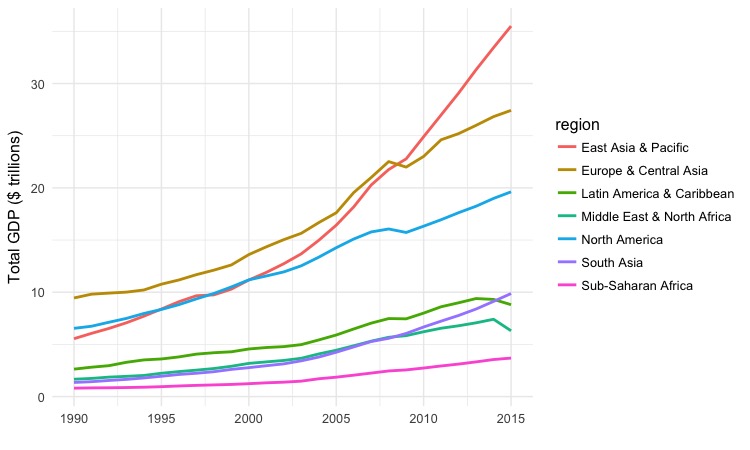 Total GDP ($ trillions)
30
20
10
0
1990 1995 2000 2005 2010 2015
region
East Asia & Pacific
Europe & Central Asia
Latin America & Caribbean
Middle East & North Africa
North America
South Asia
Sub-Saharan Africa